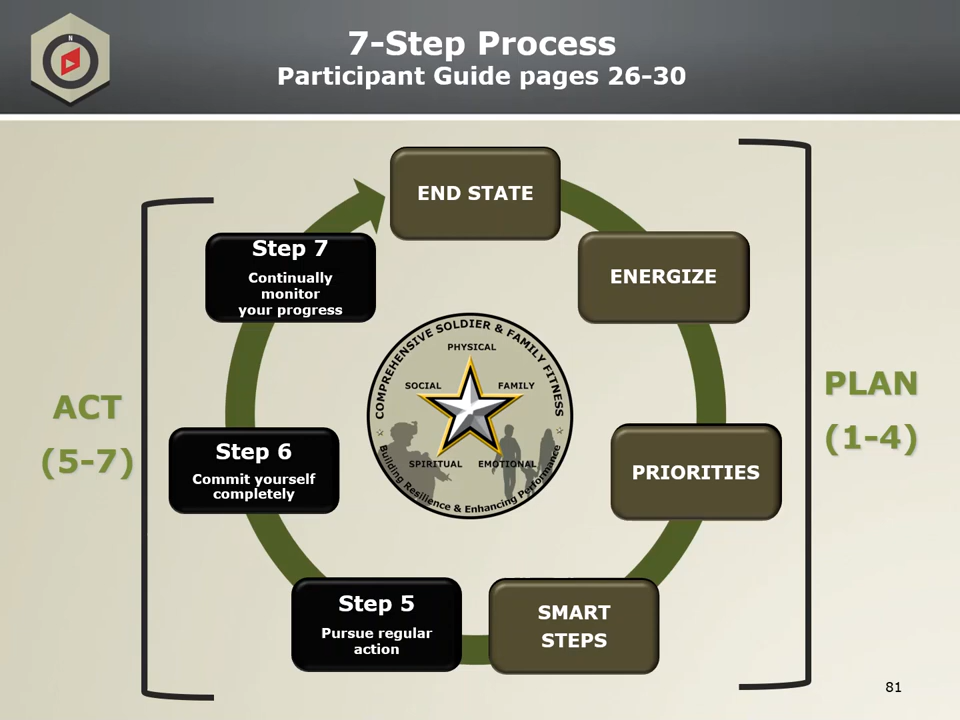 N
7-Step Process
Participant Guide pages 26-30
END STATE
ENERGIZE
PRIORITIES
SMART
STEPS
Step 5
Pursue regular
action
Step 6
Commit yourself
completely
Step 7
Continually
monitor
your progress
ACT
(5-7)
PLAN
(1-4)
COMPREHENSIVE SOLDIER & FAMILY FITNESS
PHYSICAL
SOCIAL
FAMILY
SPIRITUAL
EMOTIONAL
Building Resilience & Enhancing Performance
81